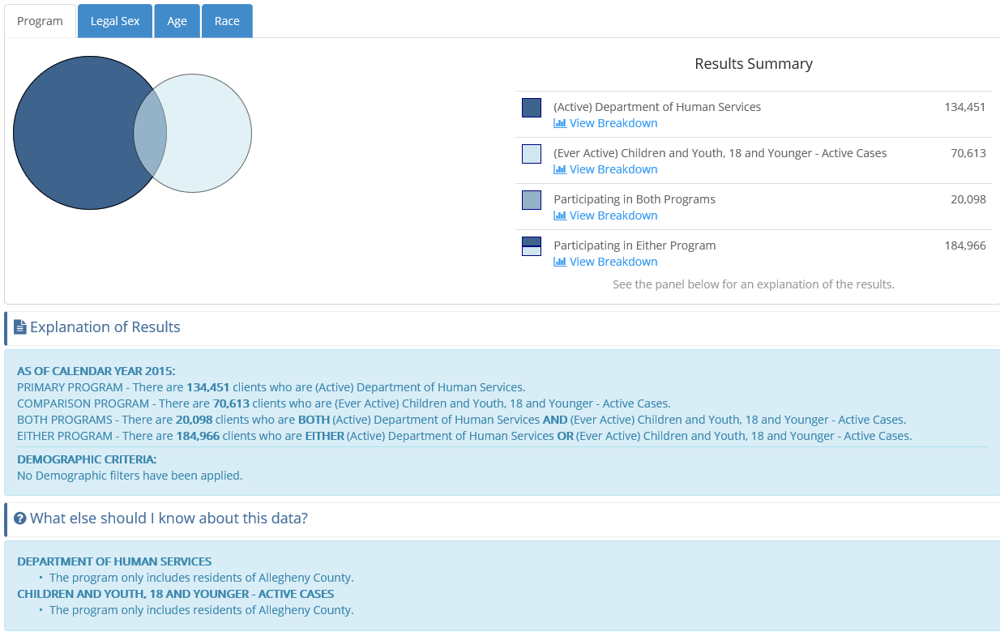 Program
Legal Sex
Age
Race
Results Summary
(Active) Department of Human Services 134,451
View Breakdown
(Ever Active) Children and Youth, 18 and Younger - Active Cases 70,613
View Breakdown
Participating in Both Programs 20,098
View Breakdown
Participating in Either Program 184,966
View Breakdown
See the panel below for an explanation of the results.
Explanation of Results
AS OF CALENDAR YEAR 2015:
PRIMARY PROGRAM - There are 134,451 clients who are (Active) Department of Human Services.
COMPARISON PROGRAM - There are 70,613 clients who are (Ever Active) Children and Youth, 18 and Younger - Active Cases.
BOTH PROGRAMS - There are 20,098 clients who are BOTH (Active) Department of Human Services AND (Ever Active) Children and Youth, 18 and Younger - Active Cases.
EITHER PROGRAM - There are 184,966 clients who are EITHER (Active) Department of Human Services OR (Ever Active) Children and Youth, 18 and Younger - Active Cases.
DEMOGRAPHIC CRITERIA:
No Demographic filters have been applied.
What else should I know about this data?
DEPARTMENT OF HUMAN SERVICES
• The program only includes residents of Allegheny County.
CHILDREN AND YOUTH, 18 AND YOUNGER - ACTIVE CASES
• The program only includes residents of Allegheny County.